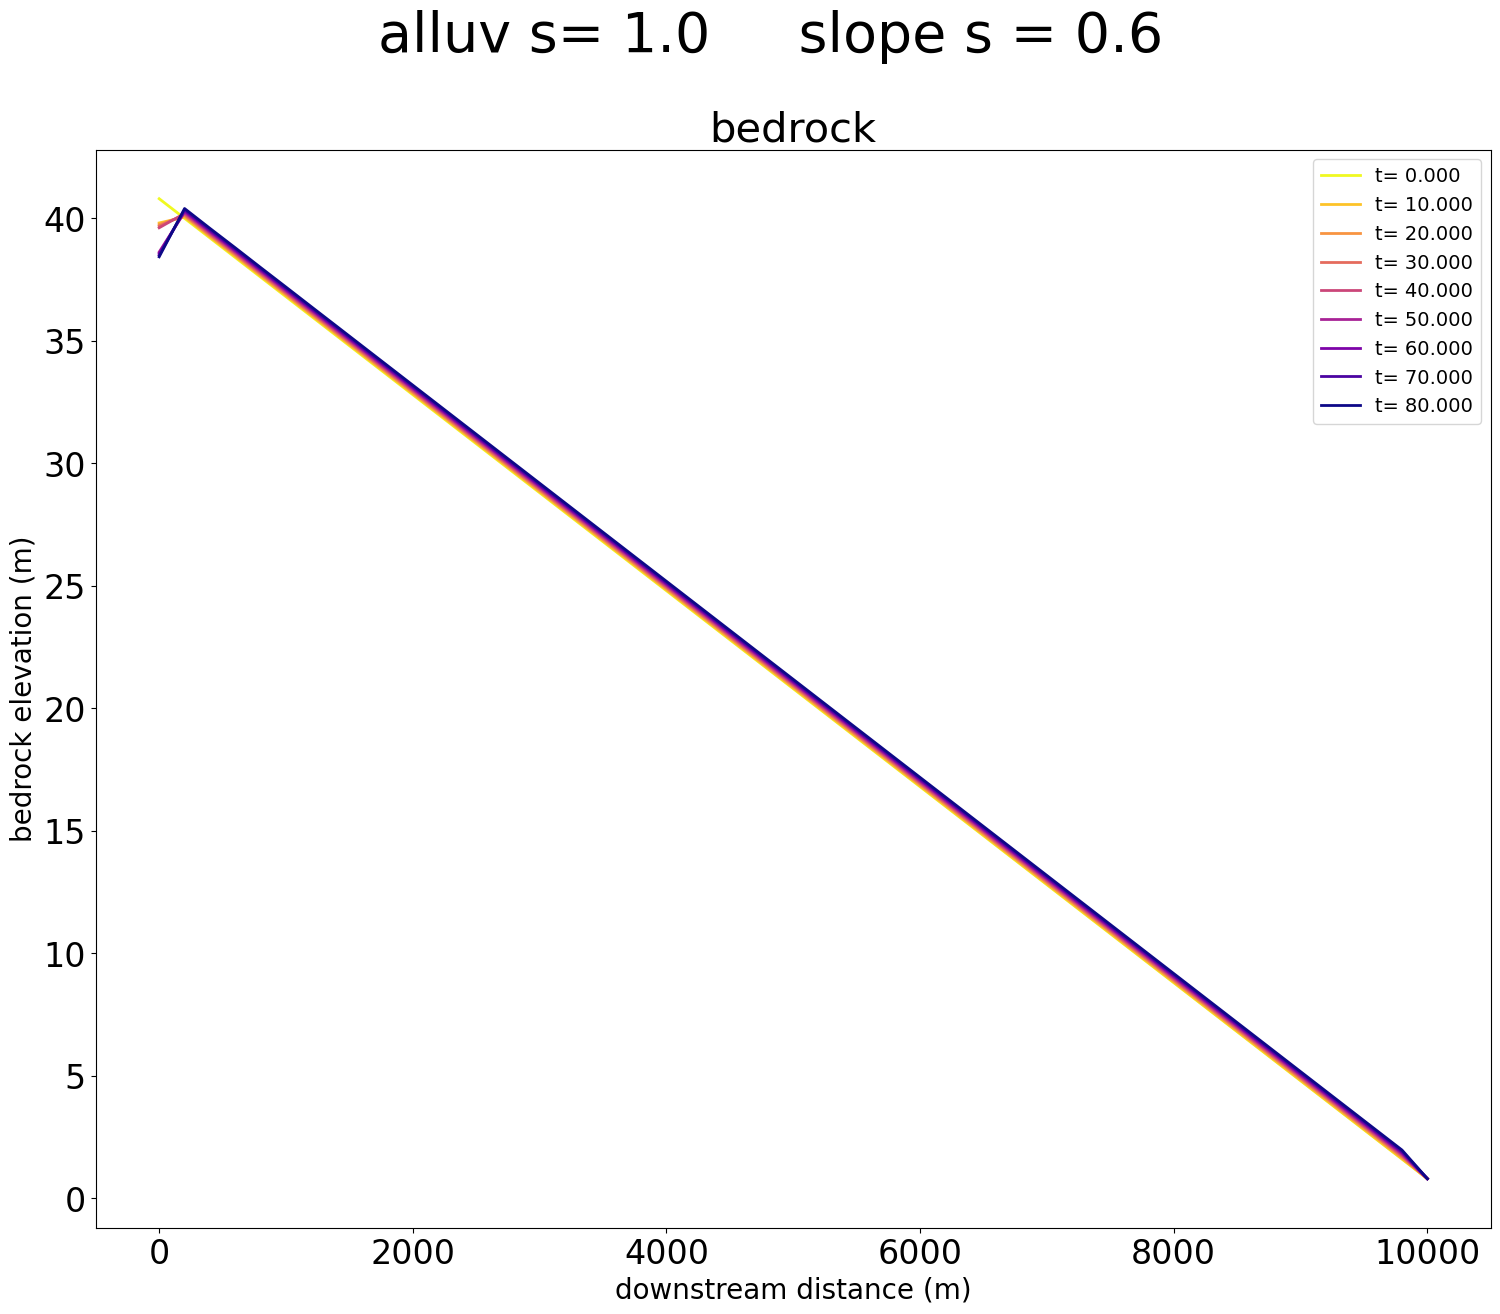 alluv s= 1.0 slope s = 0.6
bedrock
t= 0.000
t= 10.000
t= 20.000
t= 30.000
t= 40.000
t= 50.000
t= 60.000
t= 70.000
t= 80.000
40
35
30
25
20
15
10
5
0
bedrock elevation (m)
0 2000 4000 6000 8000 10000
downstream distance (m)